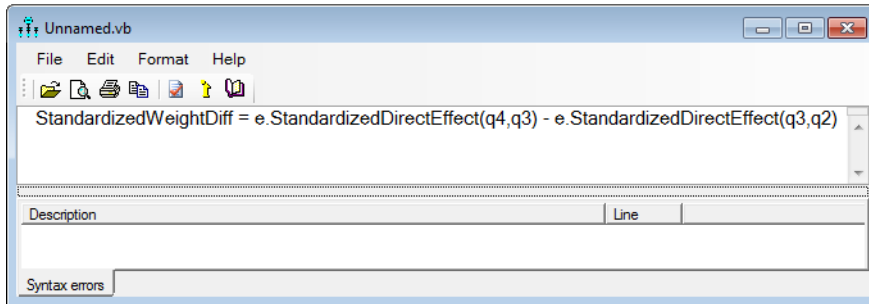 Unnamed.vb
File Edit Format Help
StandardizedWeightDiff = e.StandardizedDirectEffect(q4,q3) - e.StandardizedDirectEffect(q3,q2)
Description Line
Syntax errors